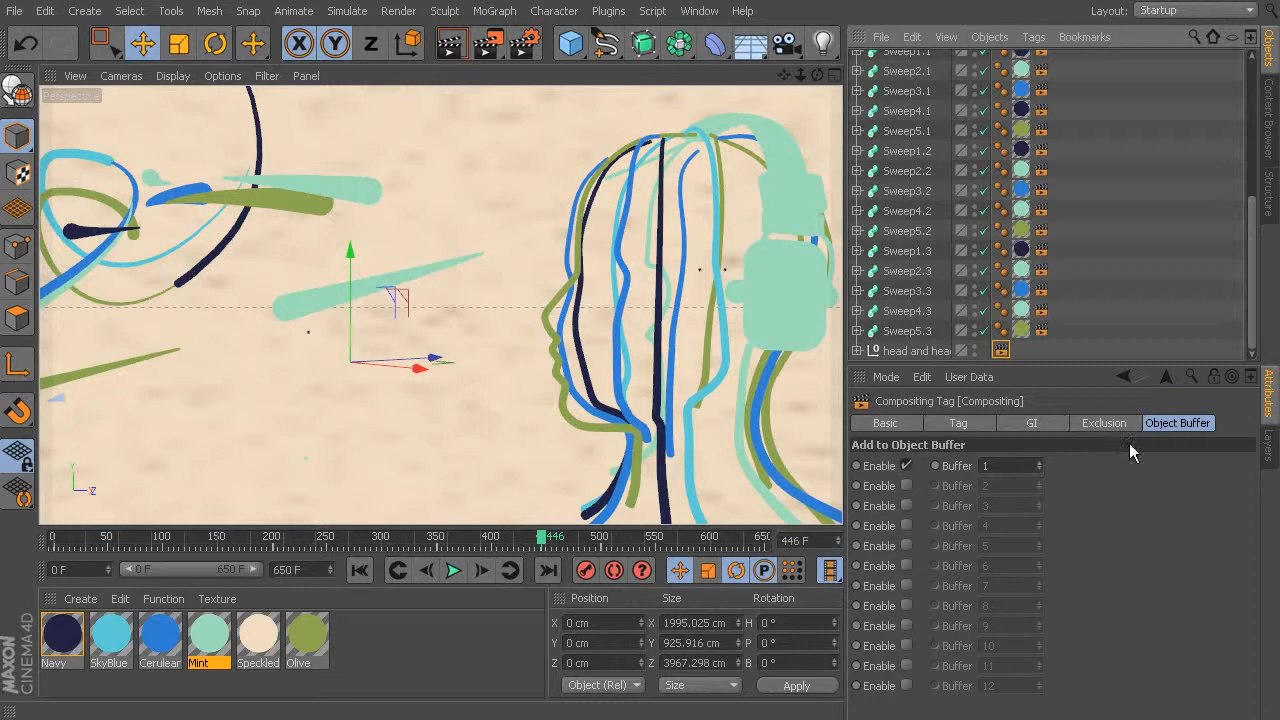 File Edit Create Select Tools Mesh Snap Animate Simulate Render Sculpt MoGraph Character Plugins Script Window Help
Layout: Startup
X Y Z
File Edit View Objects Tags Bookmarks
View Cameras Display Options Filter Panel
Perspective
Sweep1.1
Sweep2.1
Sweep3.1
Sweep4.1
Sweep5.1
Sweep1.2
Sweep2.2
Sweep3.2
Sweep4.2
Sweep5.2
Sweep1.3
Sweep2.3
Sweep3.3
Sweep4.3
Sweep5.3
head and hea
Objects
Content Browser
Structure
Mode Edit User Data
Compositing Tag [Compositing]
Basic Tag GI Exclusion Object Buffer
Add to Object Buffer
Enable Buffer 1
Enable Buffer 2
Enable Buffer 3
Enable Buffer 4
Enable Buffer 5
Enable Buffer 6
Enable Buffer 7
Enable Buffer 8
Enable Buffer 9
Enable Buffer 10
Enable Buffer 11
Enable Buffer 12
Attributes
Layers
Y
Z
0 50 100 150 200 250 300 350 400 446 500 550 600 650
446 F
0 F 0 F 650 F 650 F
Create Edit Function Texture
Navy SkyBlue Cerulear Mint Speckled Olive
Position Size Rotation
X 0 cm X 1995.025 cm H 0 °
Y 0 cm Y 925.916 cm P 0 °
Z 0 cm Z 3967.298 cm B 0 °
Object (Rel) Size Apply
MAXON
CINEMA 4D